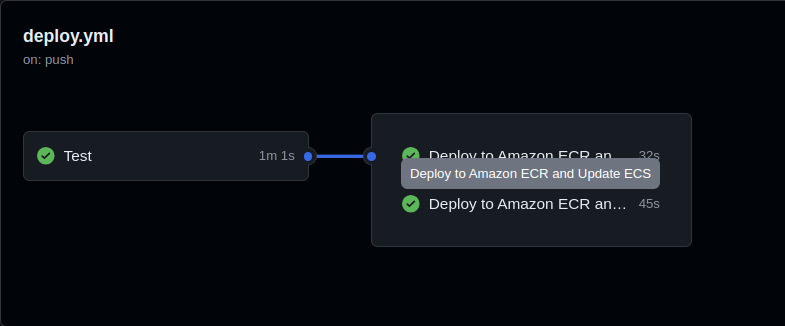 deploy.yml
on: push
Test 1m 1s
Deploy to Amazon ECR an 32s
Deploy to Amazon ECR and Update ECS
Deploy to Amazon ECR an… 45s